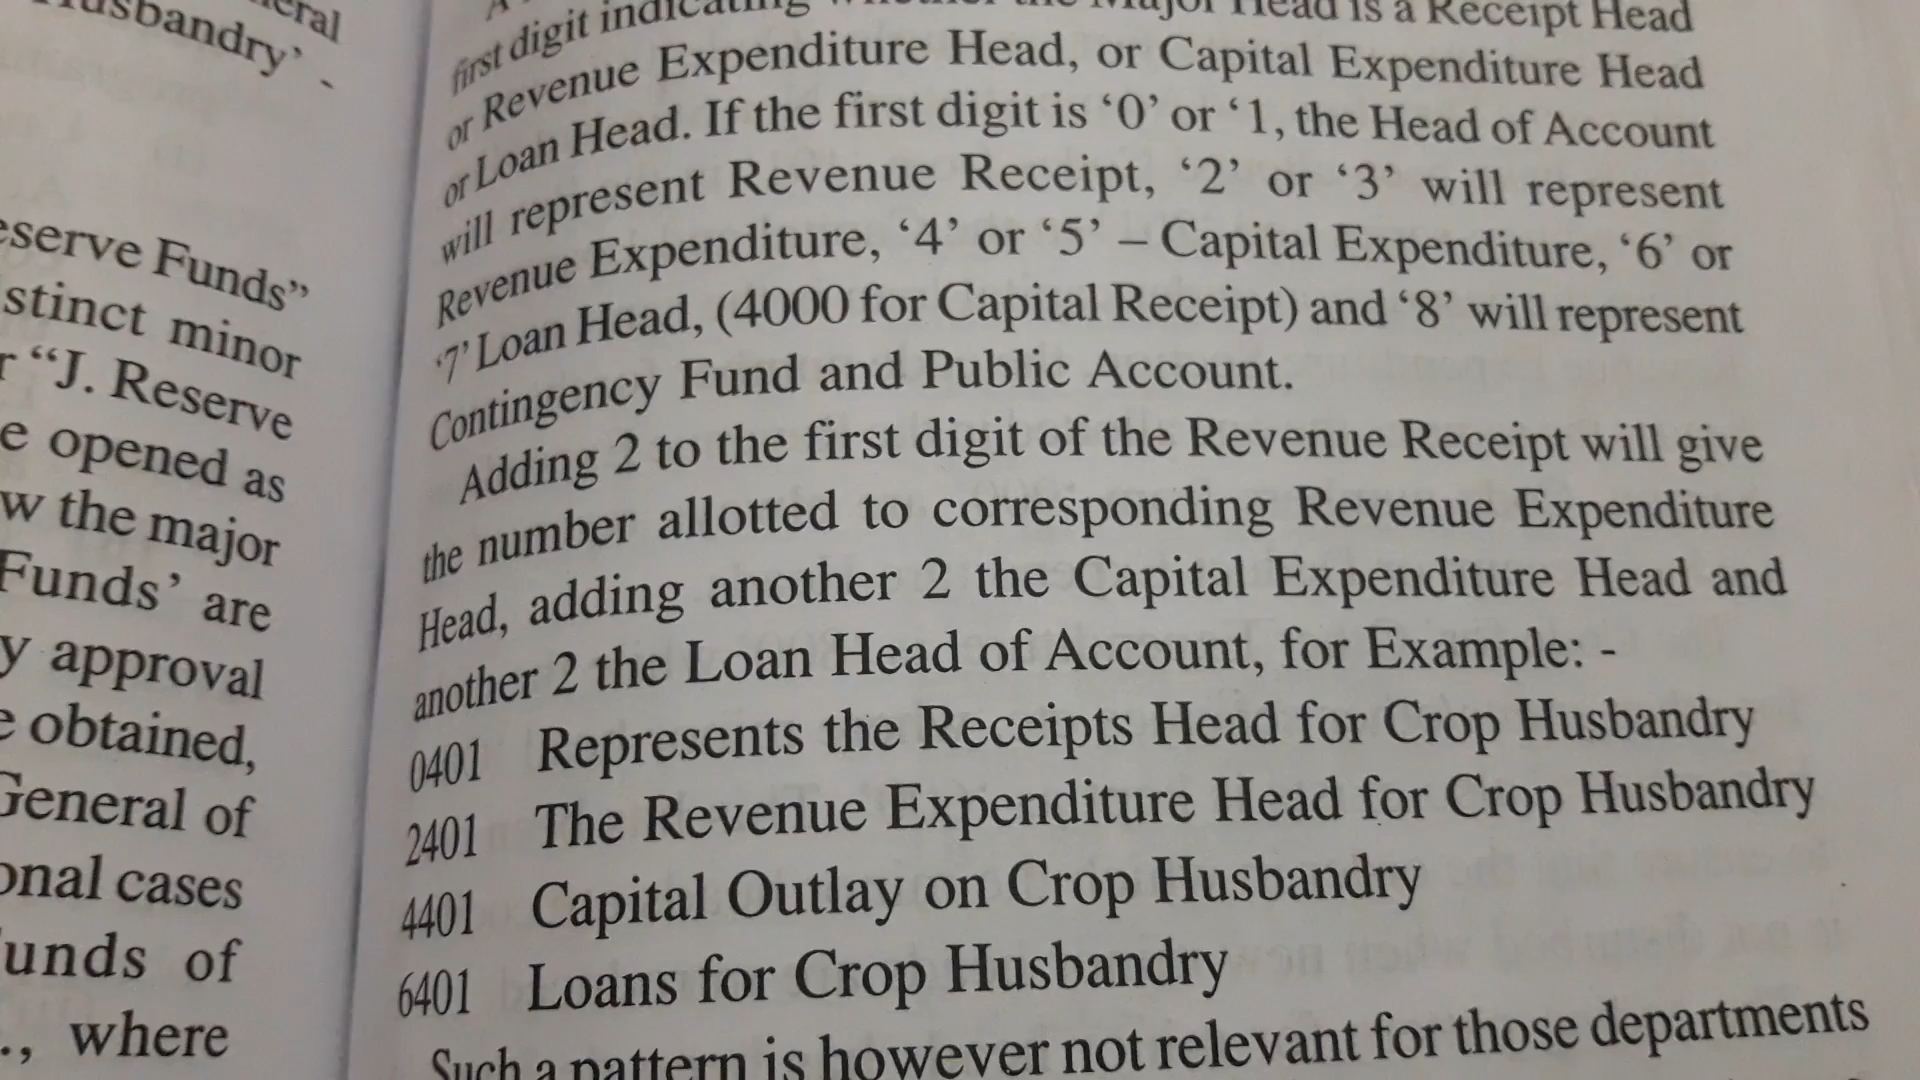 eral
usbandry’ -
eserve Funds”
stinct minor
r “J. Reserve
e opened as
w the major
Funds’ are
y approval
e obtained,
General of
onal cases
unds of
., where
first digit indicating whether the Major Head is a Receipt Head
or Revenue Expenditure Head, or Capital Expenditure Head
or Loan Head. If the first digit is ‘0’ or ‘1, the Head of Account
will represent Revenue Receipt, ‘2’ or ‘3’ will represent
Revenue Expenditure, ‘4’ or ‘5’ – Capital Expenditure, ‘6’ or
‘7’ Loan Head, (4000 for Capital Receipt) and ‘8’ will represent
Contingency Fund and Public Account.
Adding 2 to the first digit of the Revenue Receipt will give
the number allotted to corresponding Revenue Expenditure
Head, adding another 2 the Capital Expenditure Head and
another 2 the Loan Head of Account, for Example: -
0401 Represents the Receipts Head for Crop Husbandry
2401 The Revenue Expenditure Head for Crop Husbandry
4401 Capital Outlay on Crop Husbandry
6401 Loans for Crop Husbandry
Such a pattern is however not relevant for those departments